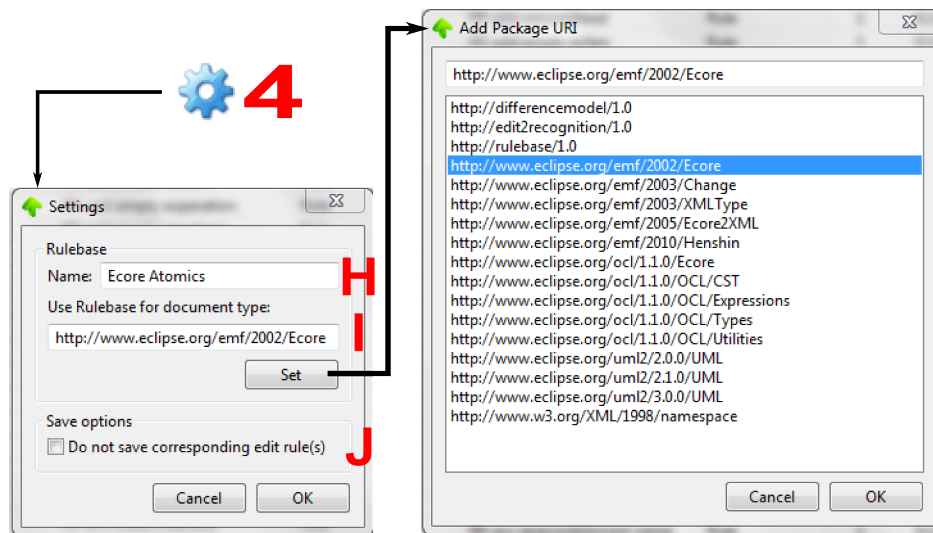 4
Settings
Rulebase
Name: Ecore Atomics
H
Use Rulebase for document type:
http://www.eclipse.org/emf/2002/Ecore
I
Set
Save options
Do not save corresponding edit rule(s)
J
Cancel OK
Add Package URI
http://www.eclipse.org/emf/2002/Ecore
http://differencemodel/1.0
http://edit2recognition/1.0
http://rulebase/1.0
http://www.eclipse.org/emf/2002/Ecore
http://www.eclipse.org/emf/2003/Change
http://www.eclipse.org/emf/2003/XMLType
http://www.eclipse.org/emf/2005/Ecore2XML
http://www.eclipse.org/emf/2010/Henshin
http://www.eclipse.org/ocl/1.1.0/Ecore
http://www.eclipse.org/ocl/1.1.0/OCL/CST
http://www.eclipse.org/ocl/1.1.0/OCL/Expressions
http://www.eclipse.org/ocl/1.1.0/OCL/Types
http://www.eclipse.org/ocl/1.1.0/OCL/Utilities
http://www.eclipse.org/uml2/2.0.0/UML
http://www.eclipse.org/uml2/2.1.0/UML
http://www.eclipse.org/uml2/3.0.0/UML
http://www.w3.org/XML/1998/namespace
Cancel OK